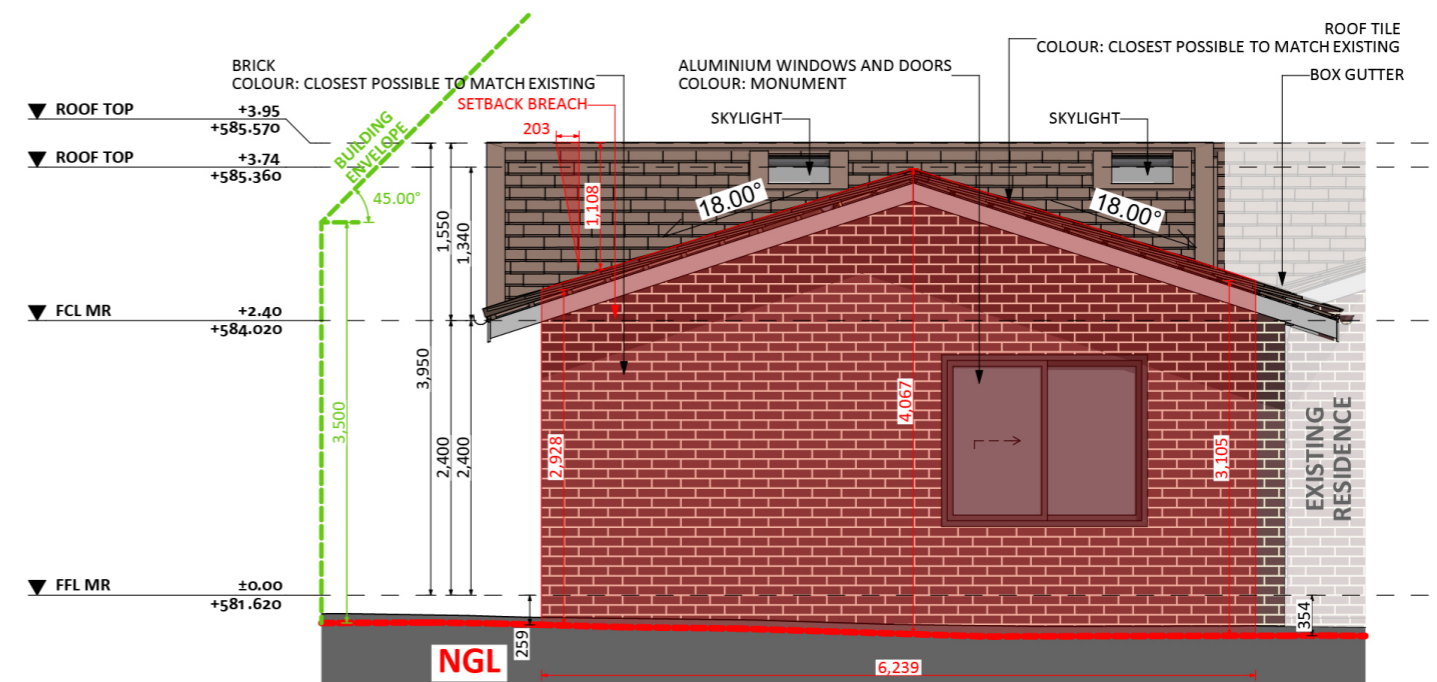 BRICK
COLOUR: CLOSEST POSSIBLE TO MATCH EXISTING
ALUMINIUM WINDOWS AND DOORS
COLOUR: MONUMENT
ROOF TILE
COLOUR: CLOSEST POSSIBLE TO MATCH EXISTING
BOX GUTTER
SETBACK BREACH
SKYLIGHT
SKYLIGHT
ROOF TOP +3.95
+585.570
ROOF TOP +3.74
+585.360
FCL MR +2.40
+584.020
FFL MR ±0.00
+581.620
BUILDING
ENVELOPE
45.00°
3,500
203
1,108
18.00°
18.00°
1,550
1,340
3,950
2,400
2,400
2,928
4,067
3,105
EXISTING
RESIDENCE
259
354
NGL
6,239